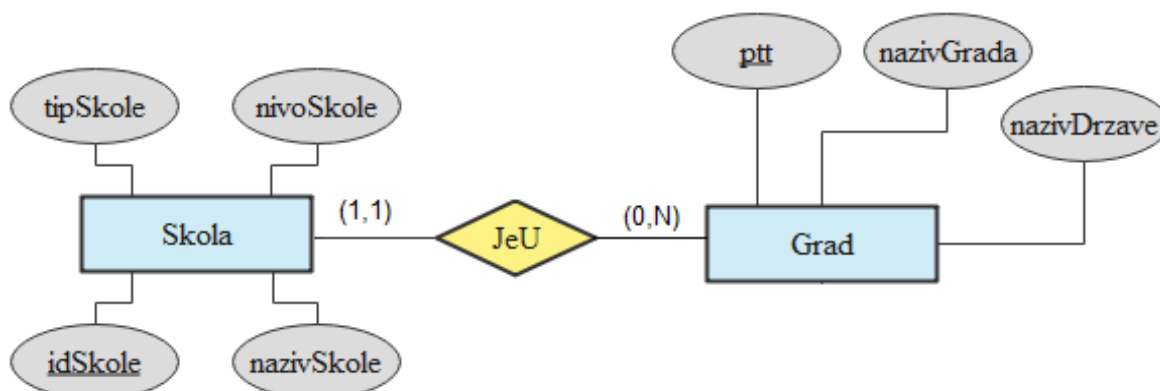 ptt
nazivGrada
tipSkole
nivoSkole
nazivDrzave
(1,1)
(0,N)
Skola
JeU
Grad
idSkole
nazivSkole